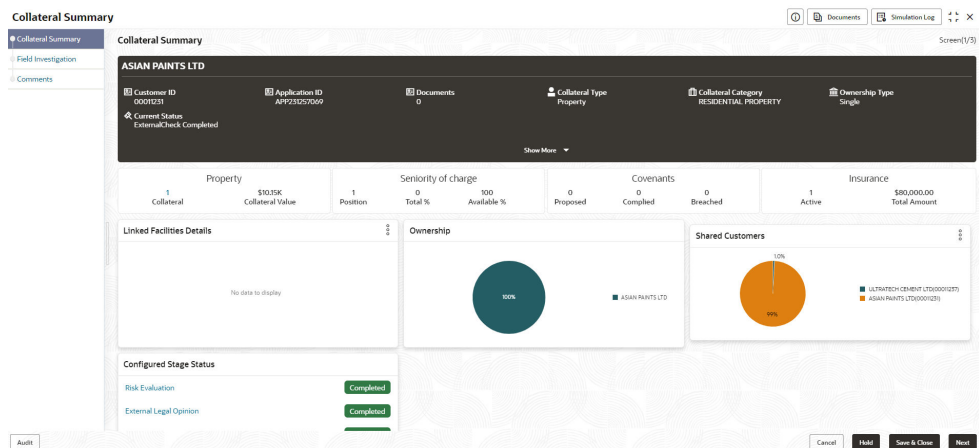 Collateral Summary
Documents
Simulation Log
Collateral Summary
Field Investigation
Comments
Collateral Summary
Screen(1/3)
ASIAN PAINTS LTD
Customer ID
00011231
Application ID
APP231257069
Documents
0
Collateral Type
Property
Collateral Category
RESIDENTIAL PROPERTY
Ownership Type
Single
Current Status
ExternalCheck Completed
Show More
Property
1
Collateral
$10.15K
Collateral Value
Seniority of charge
1
Position
0
Total %
100
Available %
Covenants
0
Proposed
0
Complied
0
Breached
Insurance
1
Active
$80,000.00
Total Amount
Linked Facilities Details
No data to display
Ownership
100%
ASIAN PAINTS LTD
Shared Customers
1.0%
99%
ULTRATECH CEMENT LTD(00011237)
ASIAN PAINTS LTD(00011231)
Configured Stage Status
Risk Evaluation
Completed
External Legal Opinion
Completed
Audit
Cancel
Hold
Save & Close
Next